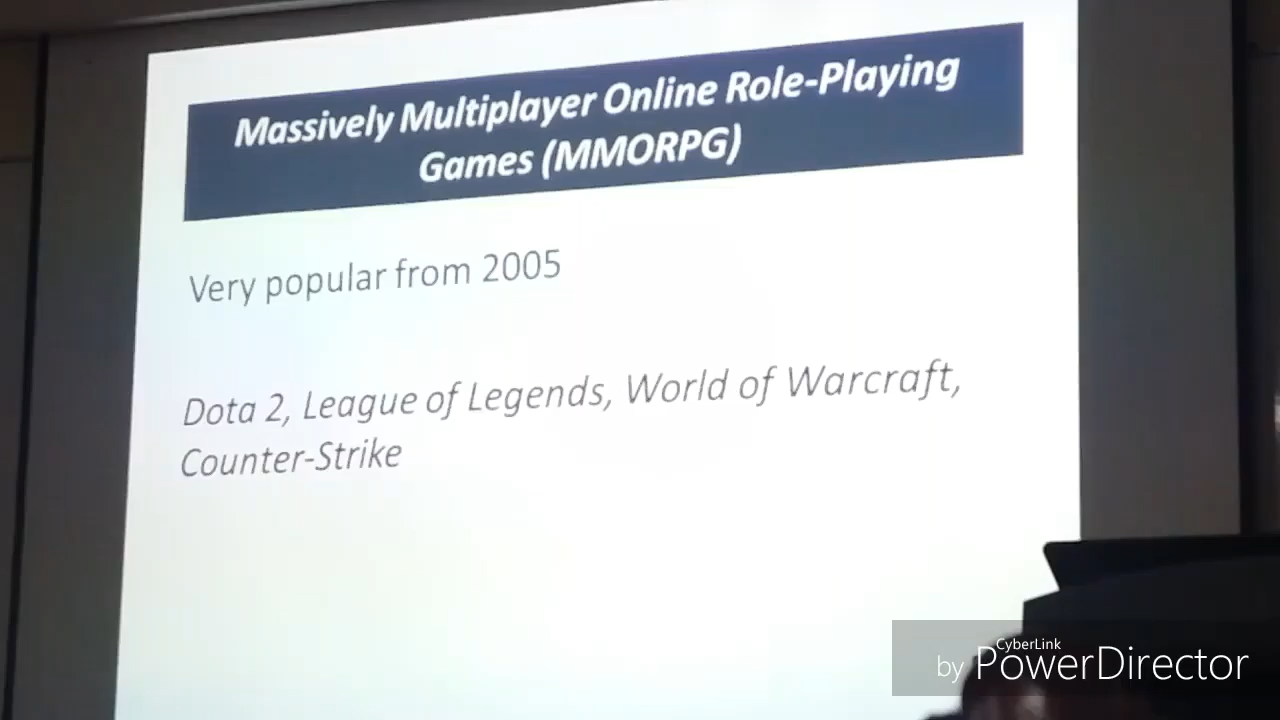 Massively Multiplayer Online Role-Playing
Games (MMORPG)
Very popular from 2005
Dota 2, League of Legends, World of Warcraft,
Counter-Strike
CyberLink
by PowerDirector